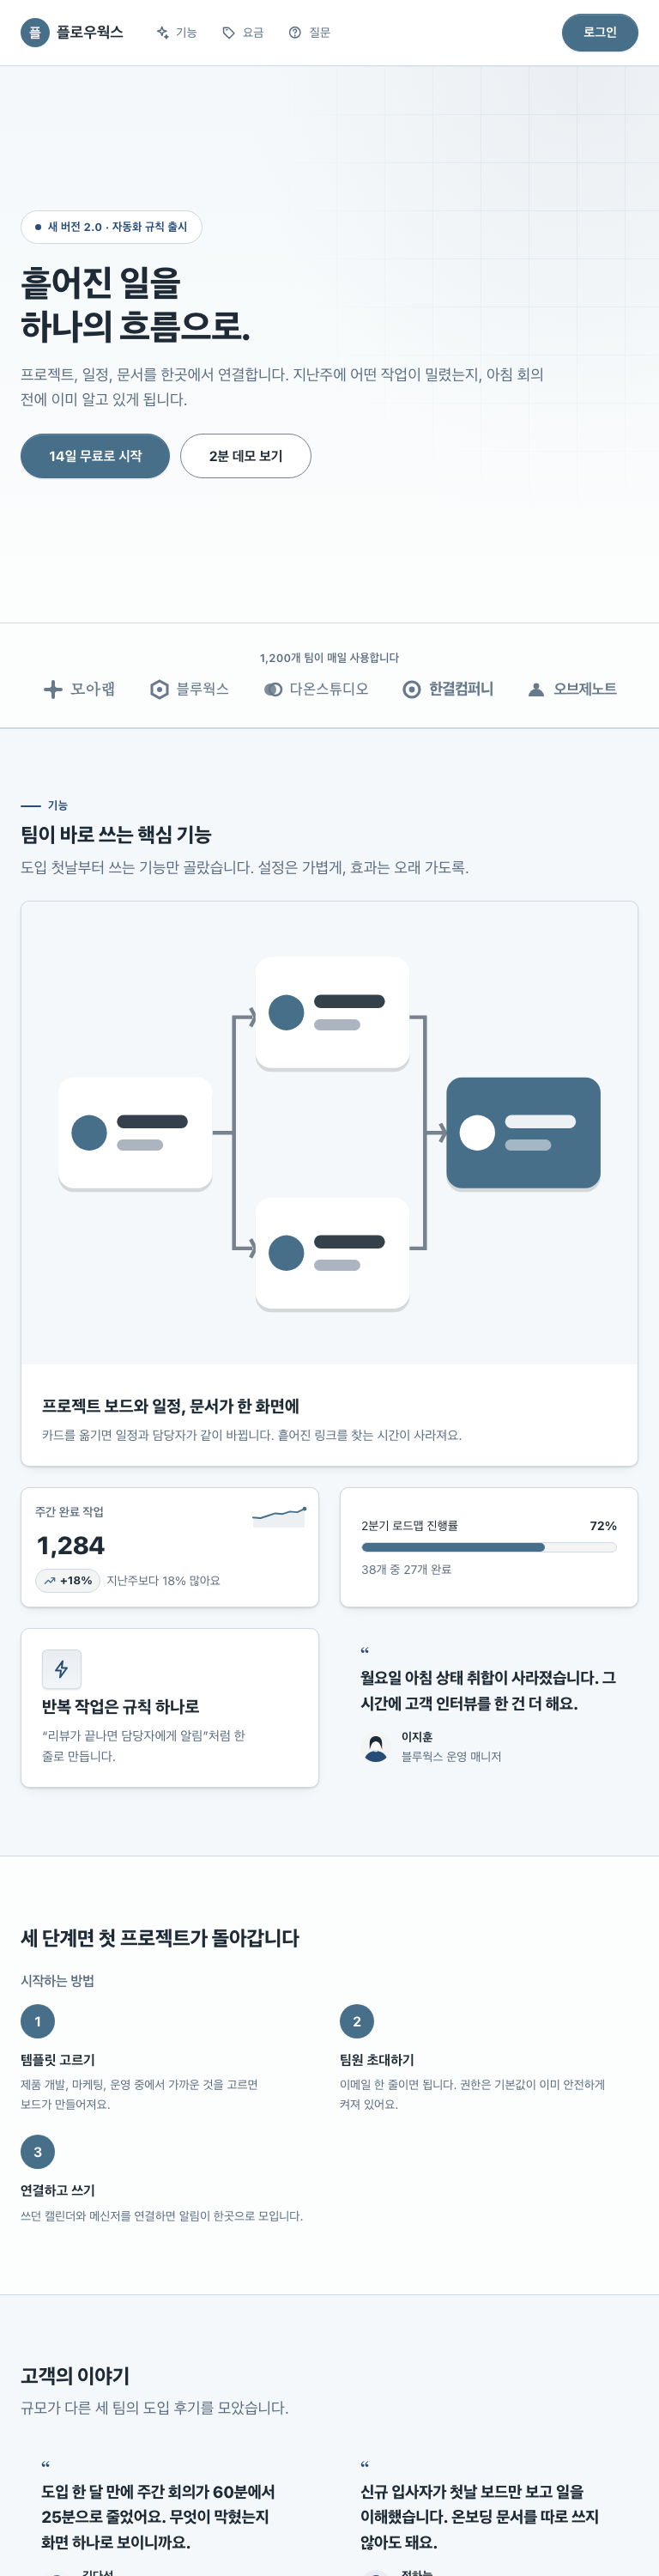 플 플로우웍스 기능 요금 질문 로그인
새 버전 2.0 · 자동화 규칙 출시
흩어진 일을
하나의 흐름으로.
프로젝트, 일정, 문서를 한곳에서 연결합니다. 지난주에 어떤 작업이 밀렸는지, 아침 회의
전에 이미 알고 있게 됩니다.
14일 무료로 시작 2분 데모 보기
1,200개 팀이 매일 사용합니다
모아랩 블루웍스 다온스튜디오 한결컴퍼니 오브제노트
기능
팀이 바로 쓰는 핵심 기능
도입 첫날부터 쓰는 기능만 골랐습니다. 설정은 가볍게, 효과는 오래 가도록.
프로젝트 보드와 일정, 문서가 한 화면에
카드를 옮기면 일정과 담당자가 같이 바뀝니다. 흩어진 링크를 찾는 시간이 사라져요.
주간 완료 작업
1,284
+18% 지난주보다 18% 많아요
2분기 로드맵 진행률 72%
38개 중 27개 완료
반복 작업은 규칙 하나로
“리뷰가 끝나면 담당자에게 알림”처럼 한
줄로 만듭니다.
“
월요일 아침 상태 취합이 사라졌습니다. 그
시간에 고객 인터뷰를 한 건 더 해요.
이지훈
블루웍스 운영 매니저
세 단계면 첫 프로젝트가 돌아갑니다
시작하는 방법
1
템플릿 고르기
제품 개발, 마케팅, 운영 중에서 가까운 것을 고르면
보드가 만들어져요.
2
팀원 초대하기
이메일 한 줄이면 됩니다. 권한은 기본값이 이미 안전하게
켜져 있어요.
3
연결하고 쓰기
쓰던 캘린더와 메신저를 연결하면 알림이 한곳으로 모입니다.
고객의 이야기
규모가 다른 세 팀의 도입 후기를 모았습니다.
“
도입 한 달 만에 주간 회의가 60분에서
25분으로 줄었어요. 무엇이 막혔는지
화면 하나로 보이니까요.
“
신규 입사자가 첫날 보드만 보고 일을
이해했습니다. 온보딩 문서를 따로 쓰지
않아도 돼요.